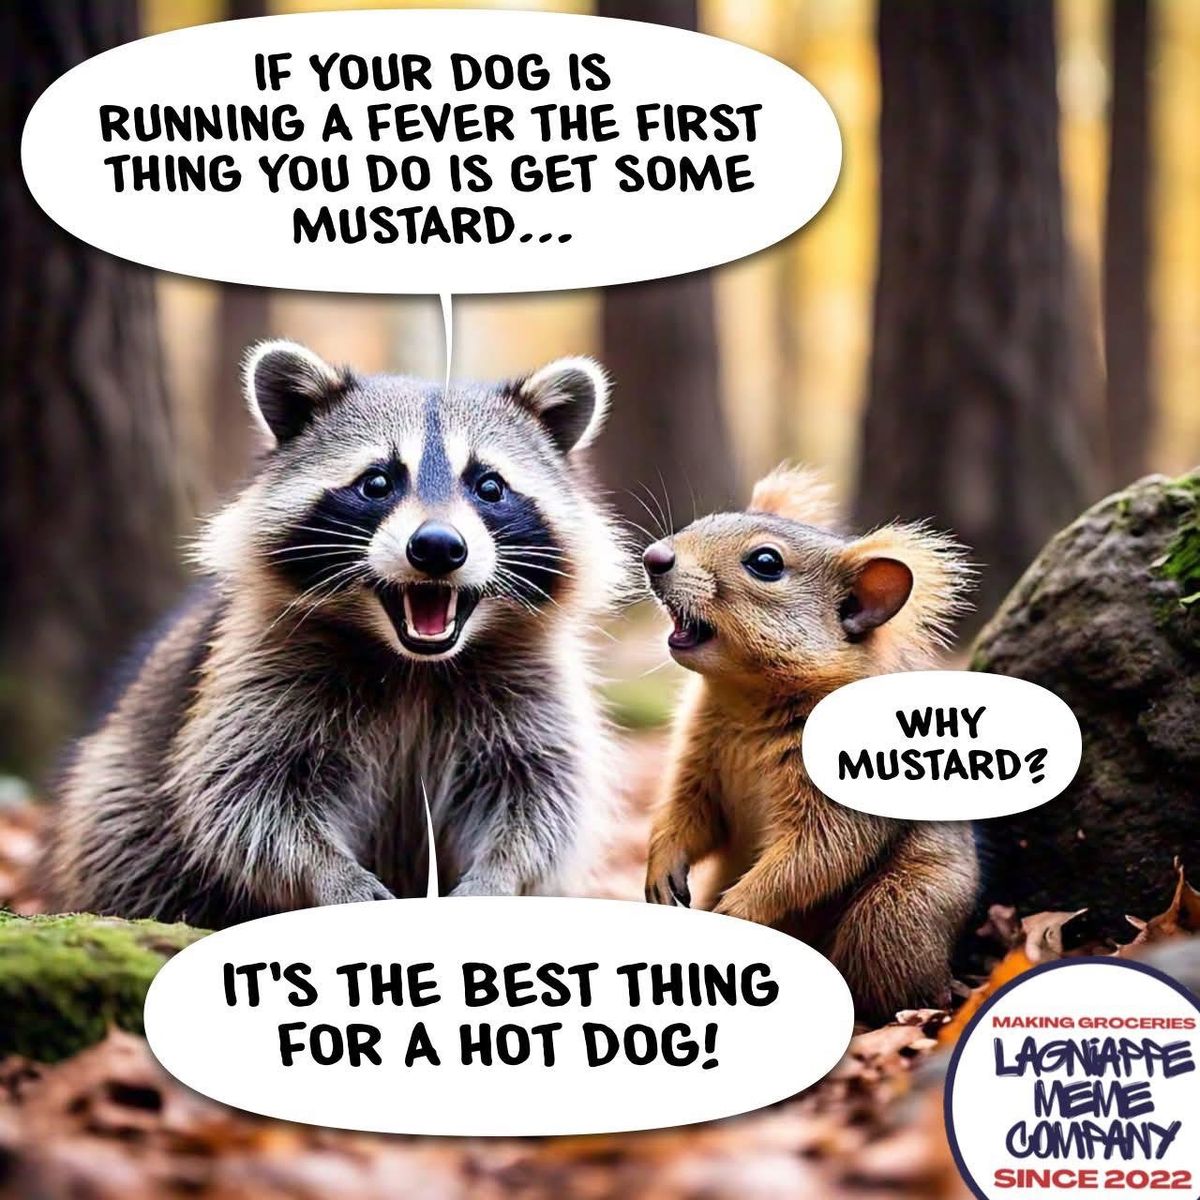 IF YOUR DOG IS
RUNNING A FEVER THE FIRST
THING YOU DO IS GET SOME
MUSTARD...
WHY
MUSTARD?
IT'S THE BEST THING
FOR A HOT DOG!
MAKING GROCERIES
LAGNIAPPE
MEME
COMPANY
SINCE 2022